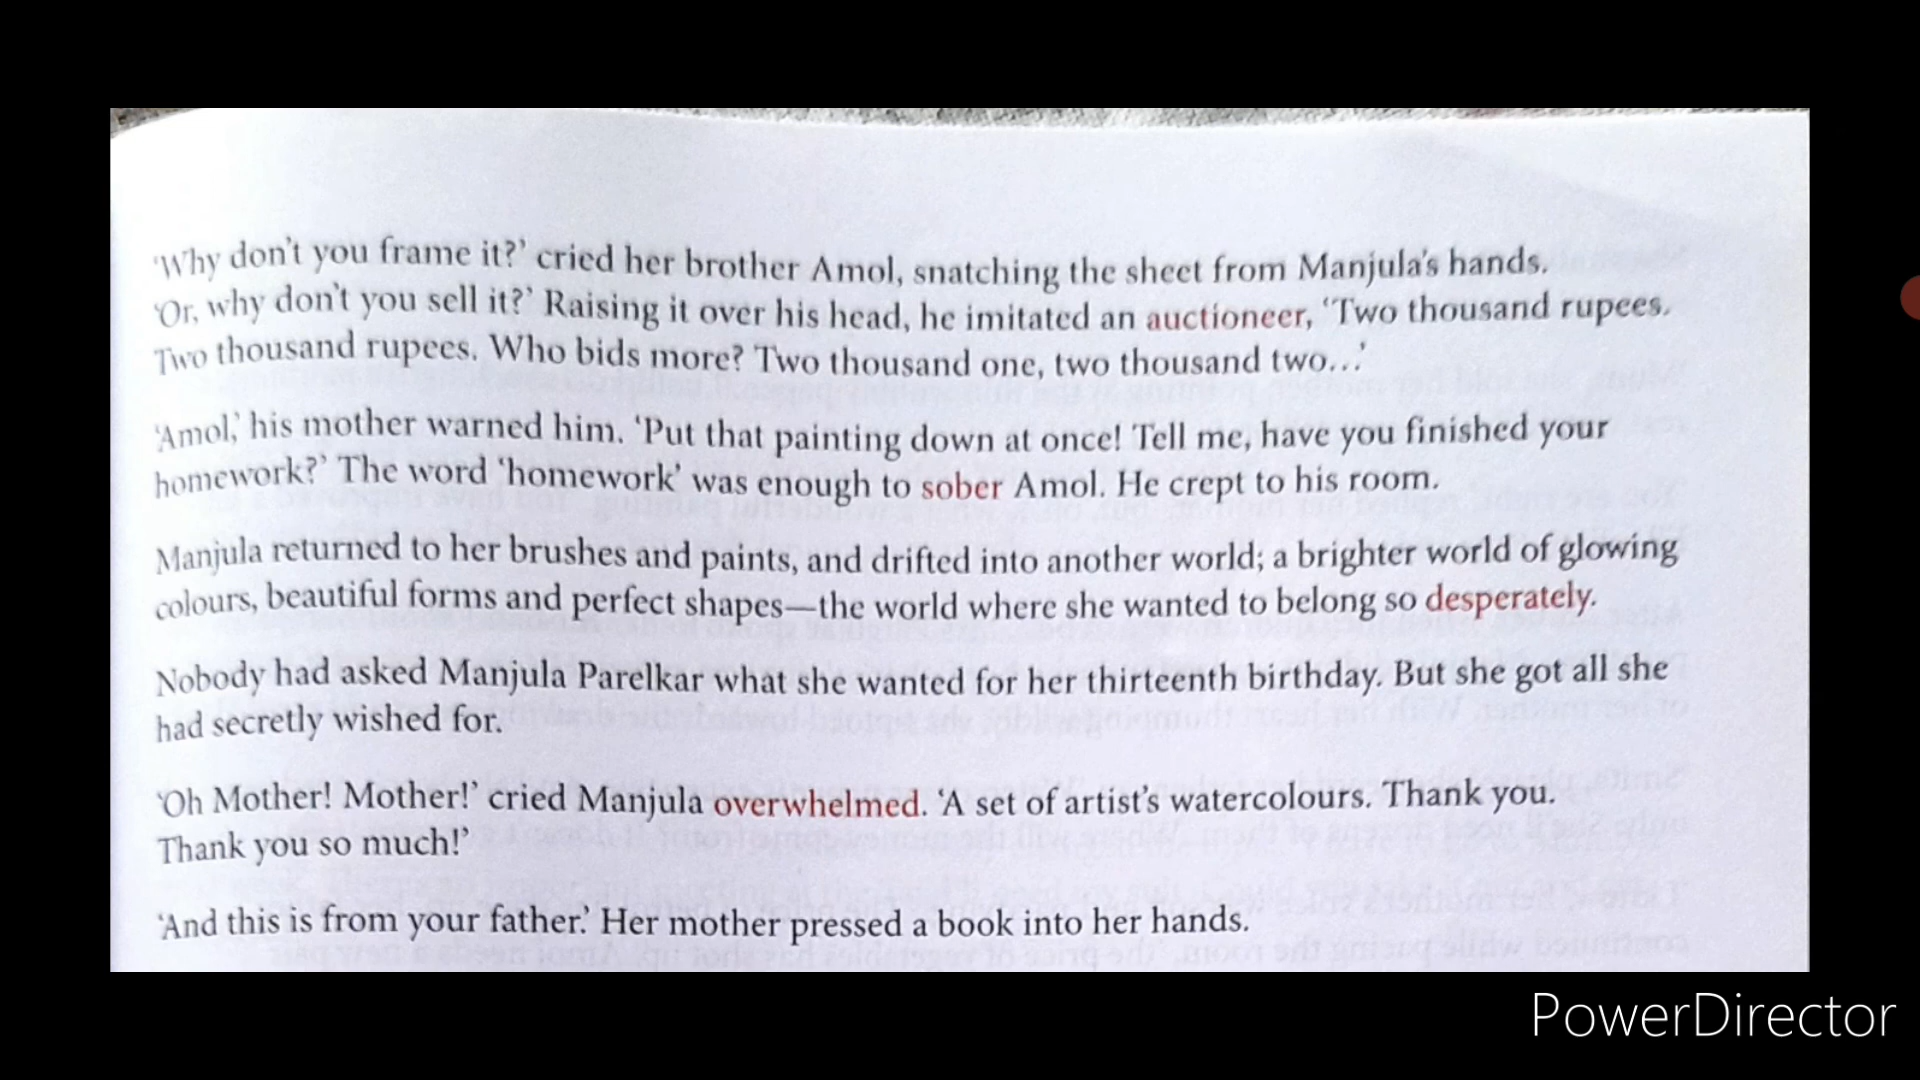 ‘Why don’t you frame it?’ cried her brother Amol, snatching the sheet from Manjula’s hands.
‘Or, why don’t you sell it?’ Raising it over his head, he imitated an auctioneer, ‘Two thousand rupees.
Two thousand rupees. Who bids more? Two thousand one, two thousand two...’
‘Amol,’ his mother warned him. ‘Put that painting down at once! Tell me, have you finished your
homework?’ The word ‘homework’ was enough to sober Amol. He crept to his room.
Manjula returned to her brushes and paints, and drifted into another world; a brighter world of glowing
colours, beautiful forms and perfect shapes—the world where she wanted to belong so desperately.
Nobody had asked Manjula Parelkar what she wanted for her thirteenth birthday. But she got all she
had secretly wished for.
‘Oh Mother! Mother!’ cried Manjula overwhelmed. ‘A set of artist’s watercolours. Thank you.
Thank you so much!’
‘And this is from your father.’ Her mother pressed a book into her hands.
PowerDirector